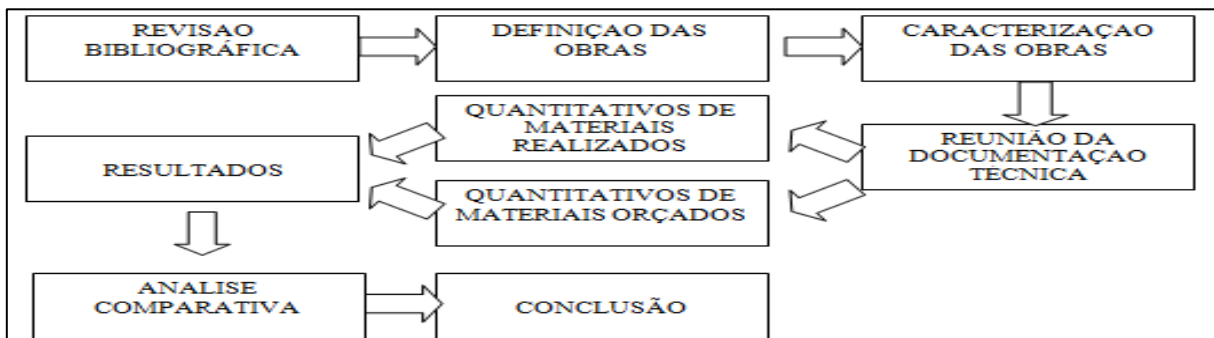 REVISAO
BIBLIOGRÁFICA
DEFINIÇAO DAS
OBRAS
CARACTERIZAÇAO
DAS OBRAS
REUNIÃO DA
DOCUMENTAÇAO
TÉCNICA
QUANTITATIVOS DE
MATERIAIS
REALIZADOS
QUANTITATIVOS DE
MATERIAIS ORÇADOS
RESULTADOS
ANALISE
COMPARATIVA
CONCLUSÃO